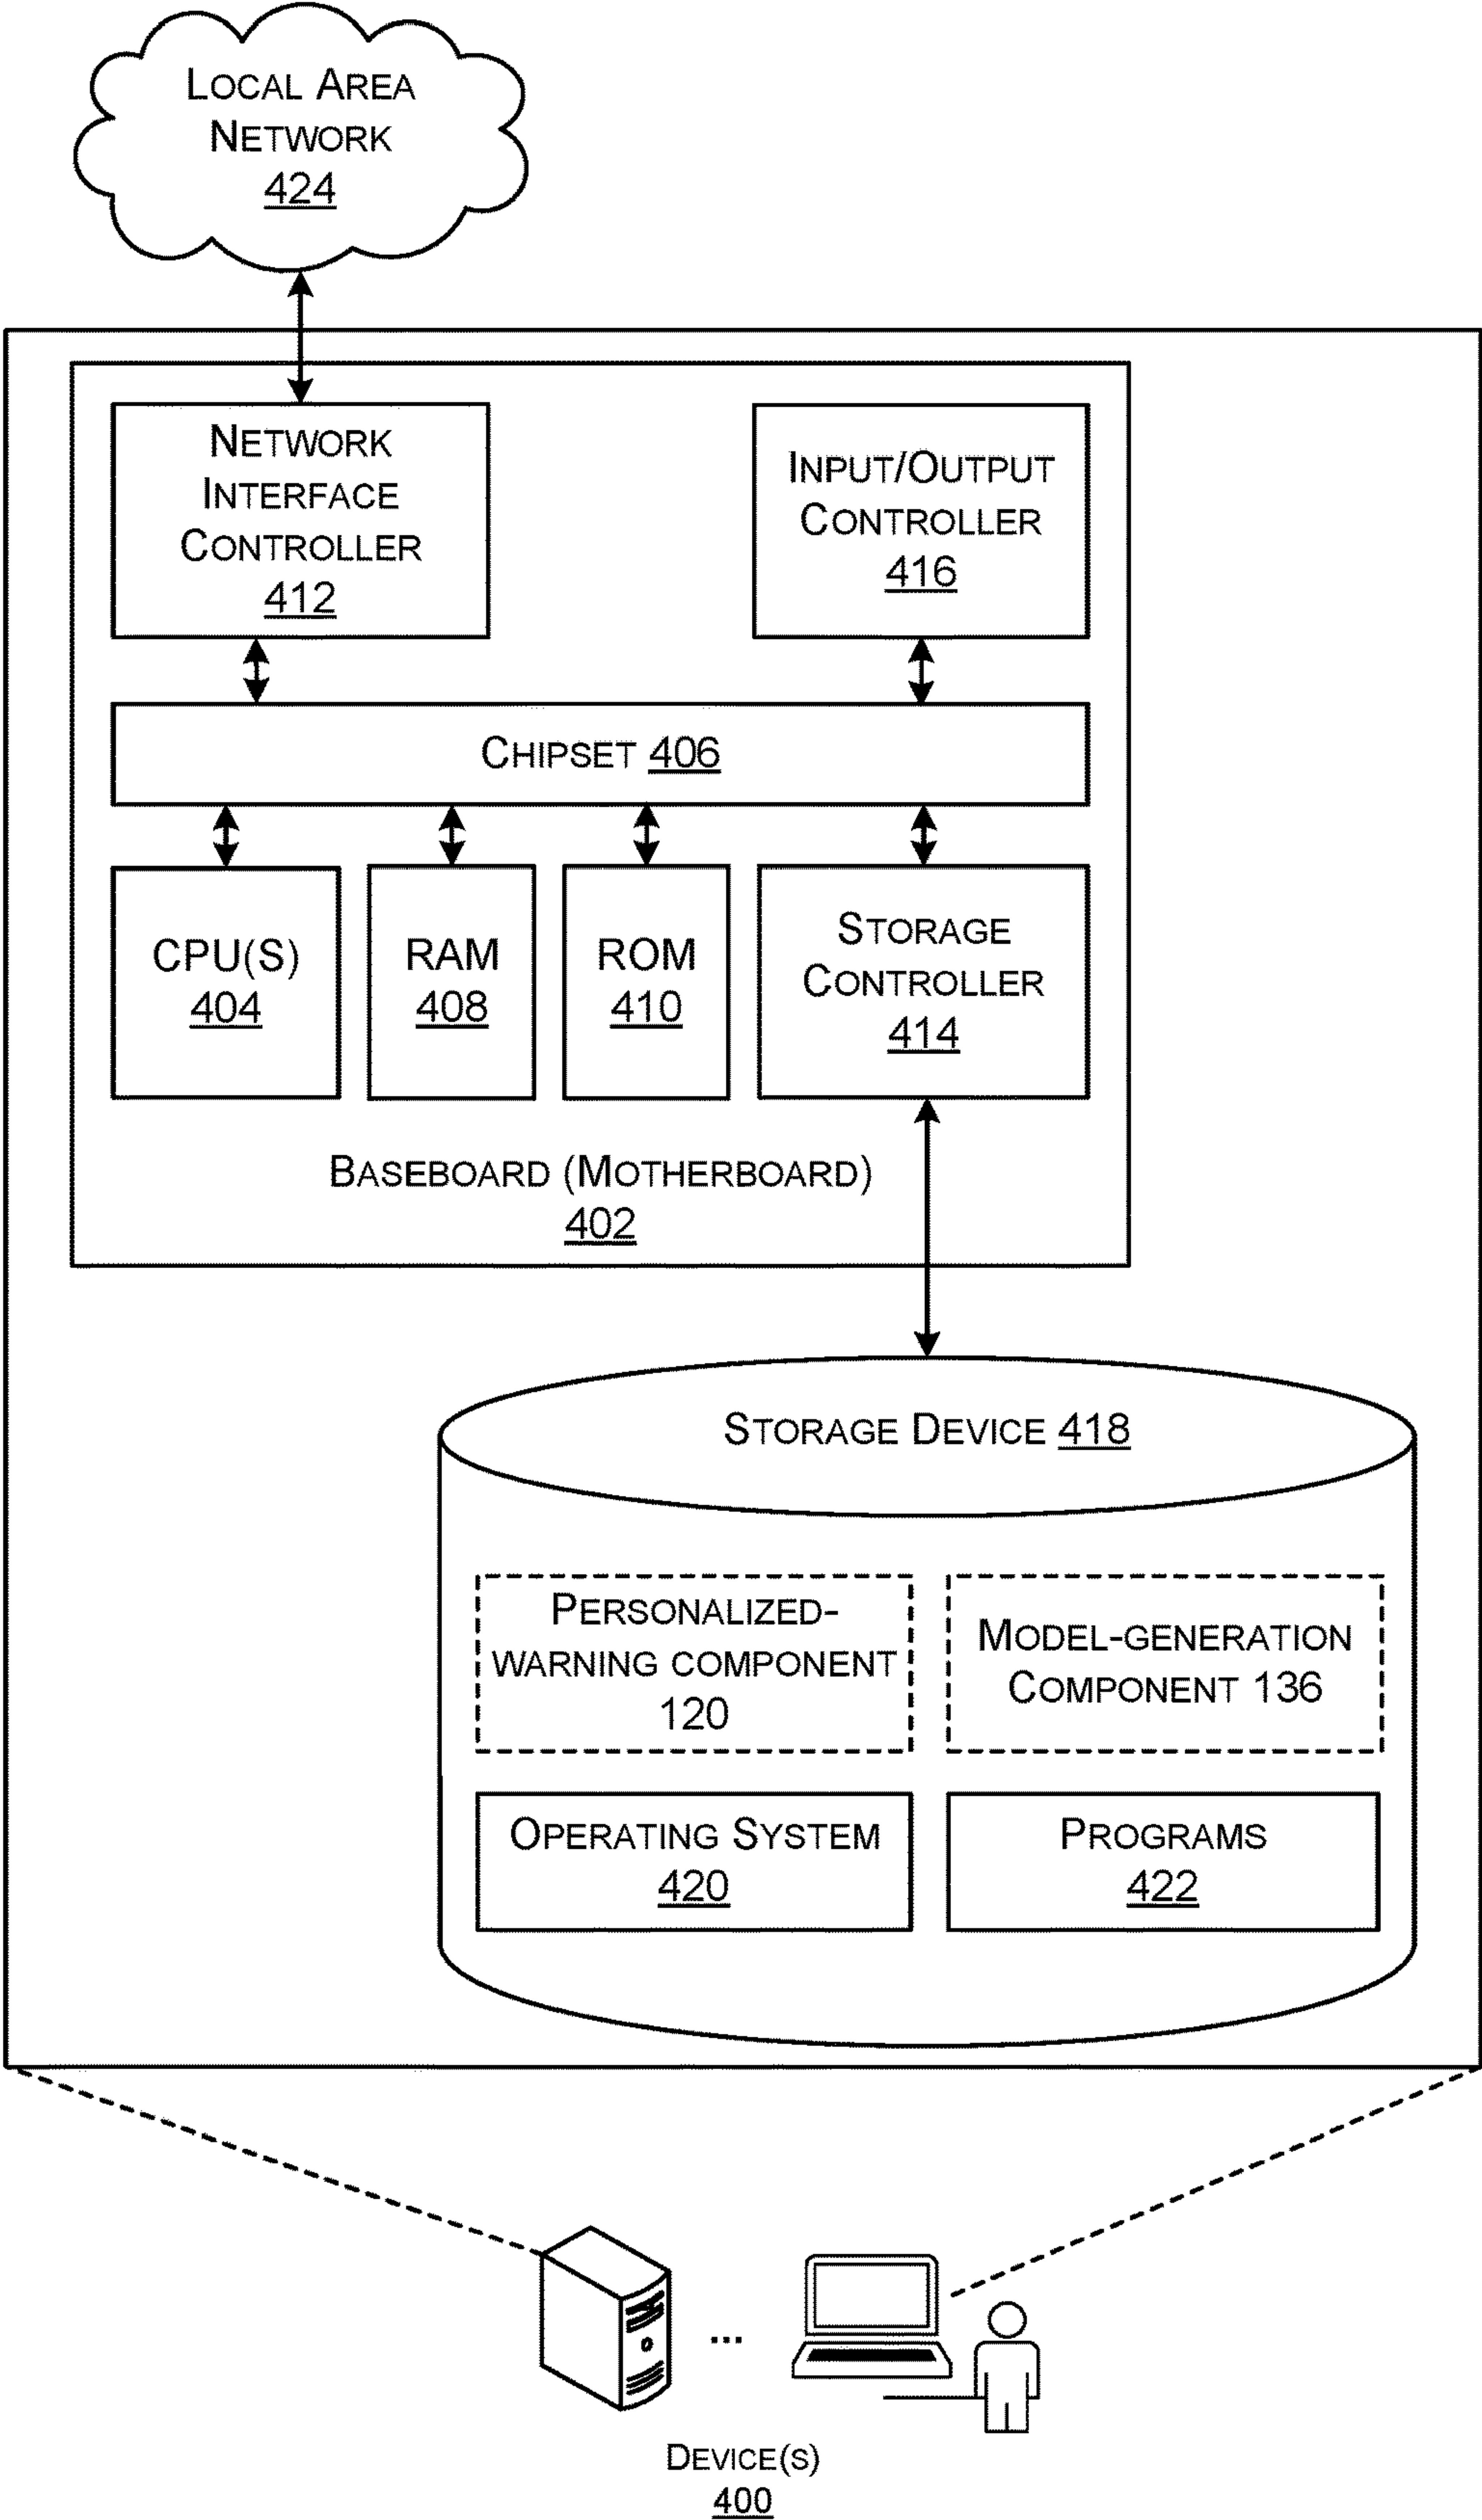 LOCAL AREA
NETWORK
424
NETWORK
INTERFACE
CONTROLLER
412
INPUT/OUTPUT
CONTROLLER
416
CHIPSET 406
CPU(S)
404
RAM
408
ROM
410
STORAGE
CONTROLLER
414
BASEBOARD (MOTHERBOARD)
402
STORAGE DEVICE 418
PERSONALIZED-
WARNING COMPONENT
120
MODEL-GENERATION
COMPONENT 136
OPERATING SYSTEM
420
PROGRAMS
422
...
DEVICE(S)
400